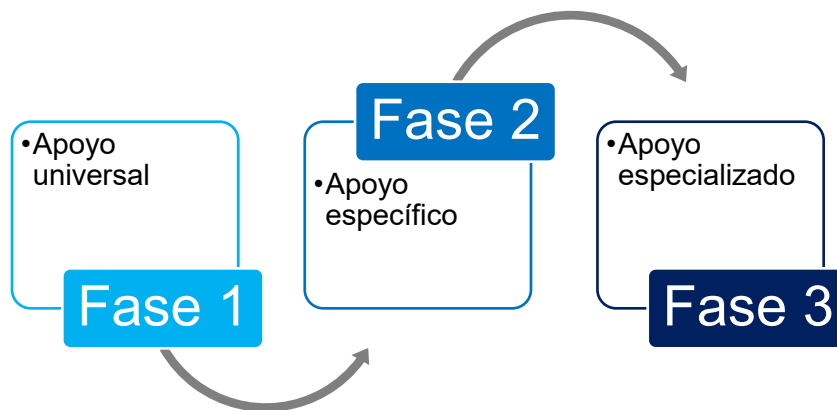 •Apoyo
universal
Fase 1
Fase 2
•Apoyo
específico
•Apoyo
especializado
Fase 3